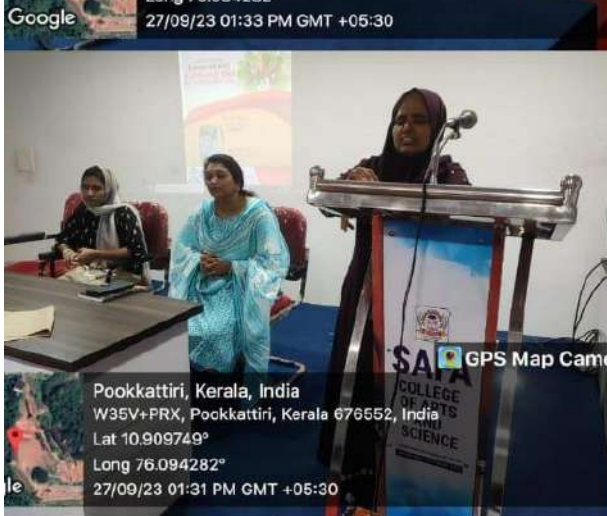 Google
27/09/23 01:33 PM GMT +05:30
SAFA
COLLEGE
OF ARTS
AND
SCIENCE
GPS Map Came
Pookkattiri, Kerala, India
W35V+PRX, Pookkattiri, Kerala 676552, India
Lat 10.909749°
Long 76.094282°
27/09/23 01:31 PM GMT +05:30
gle